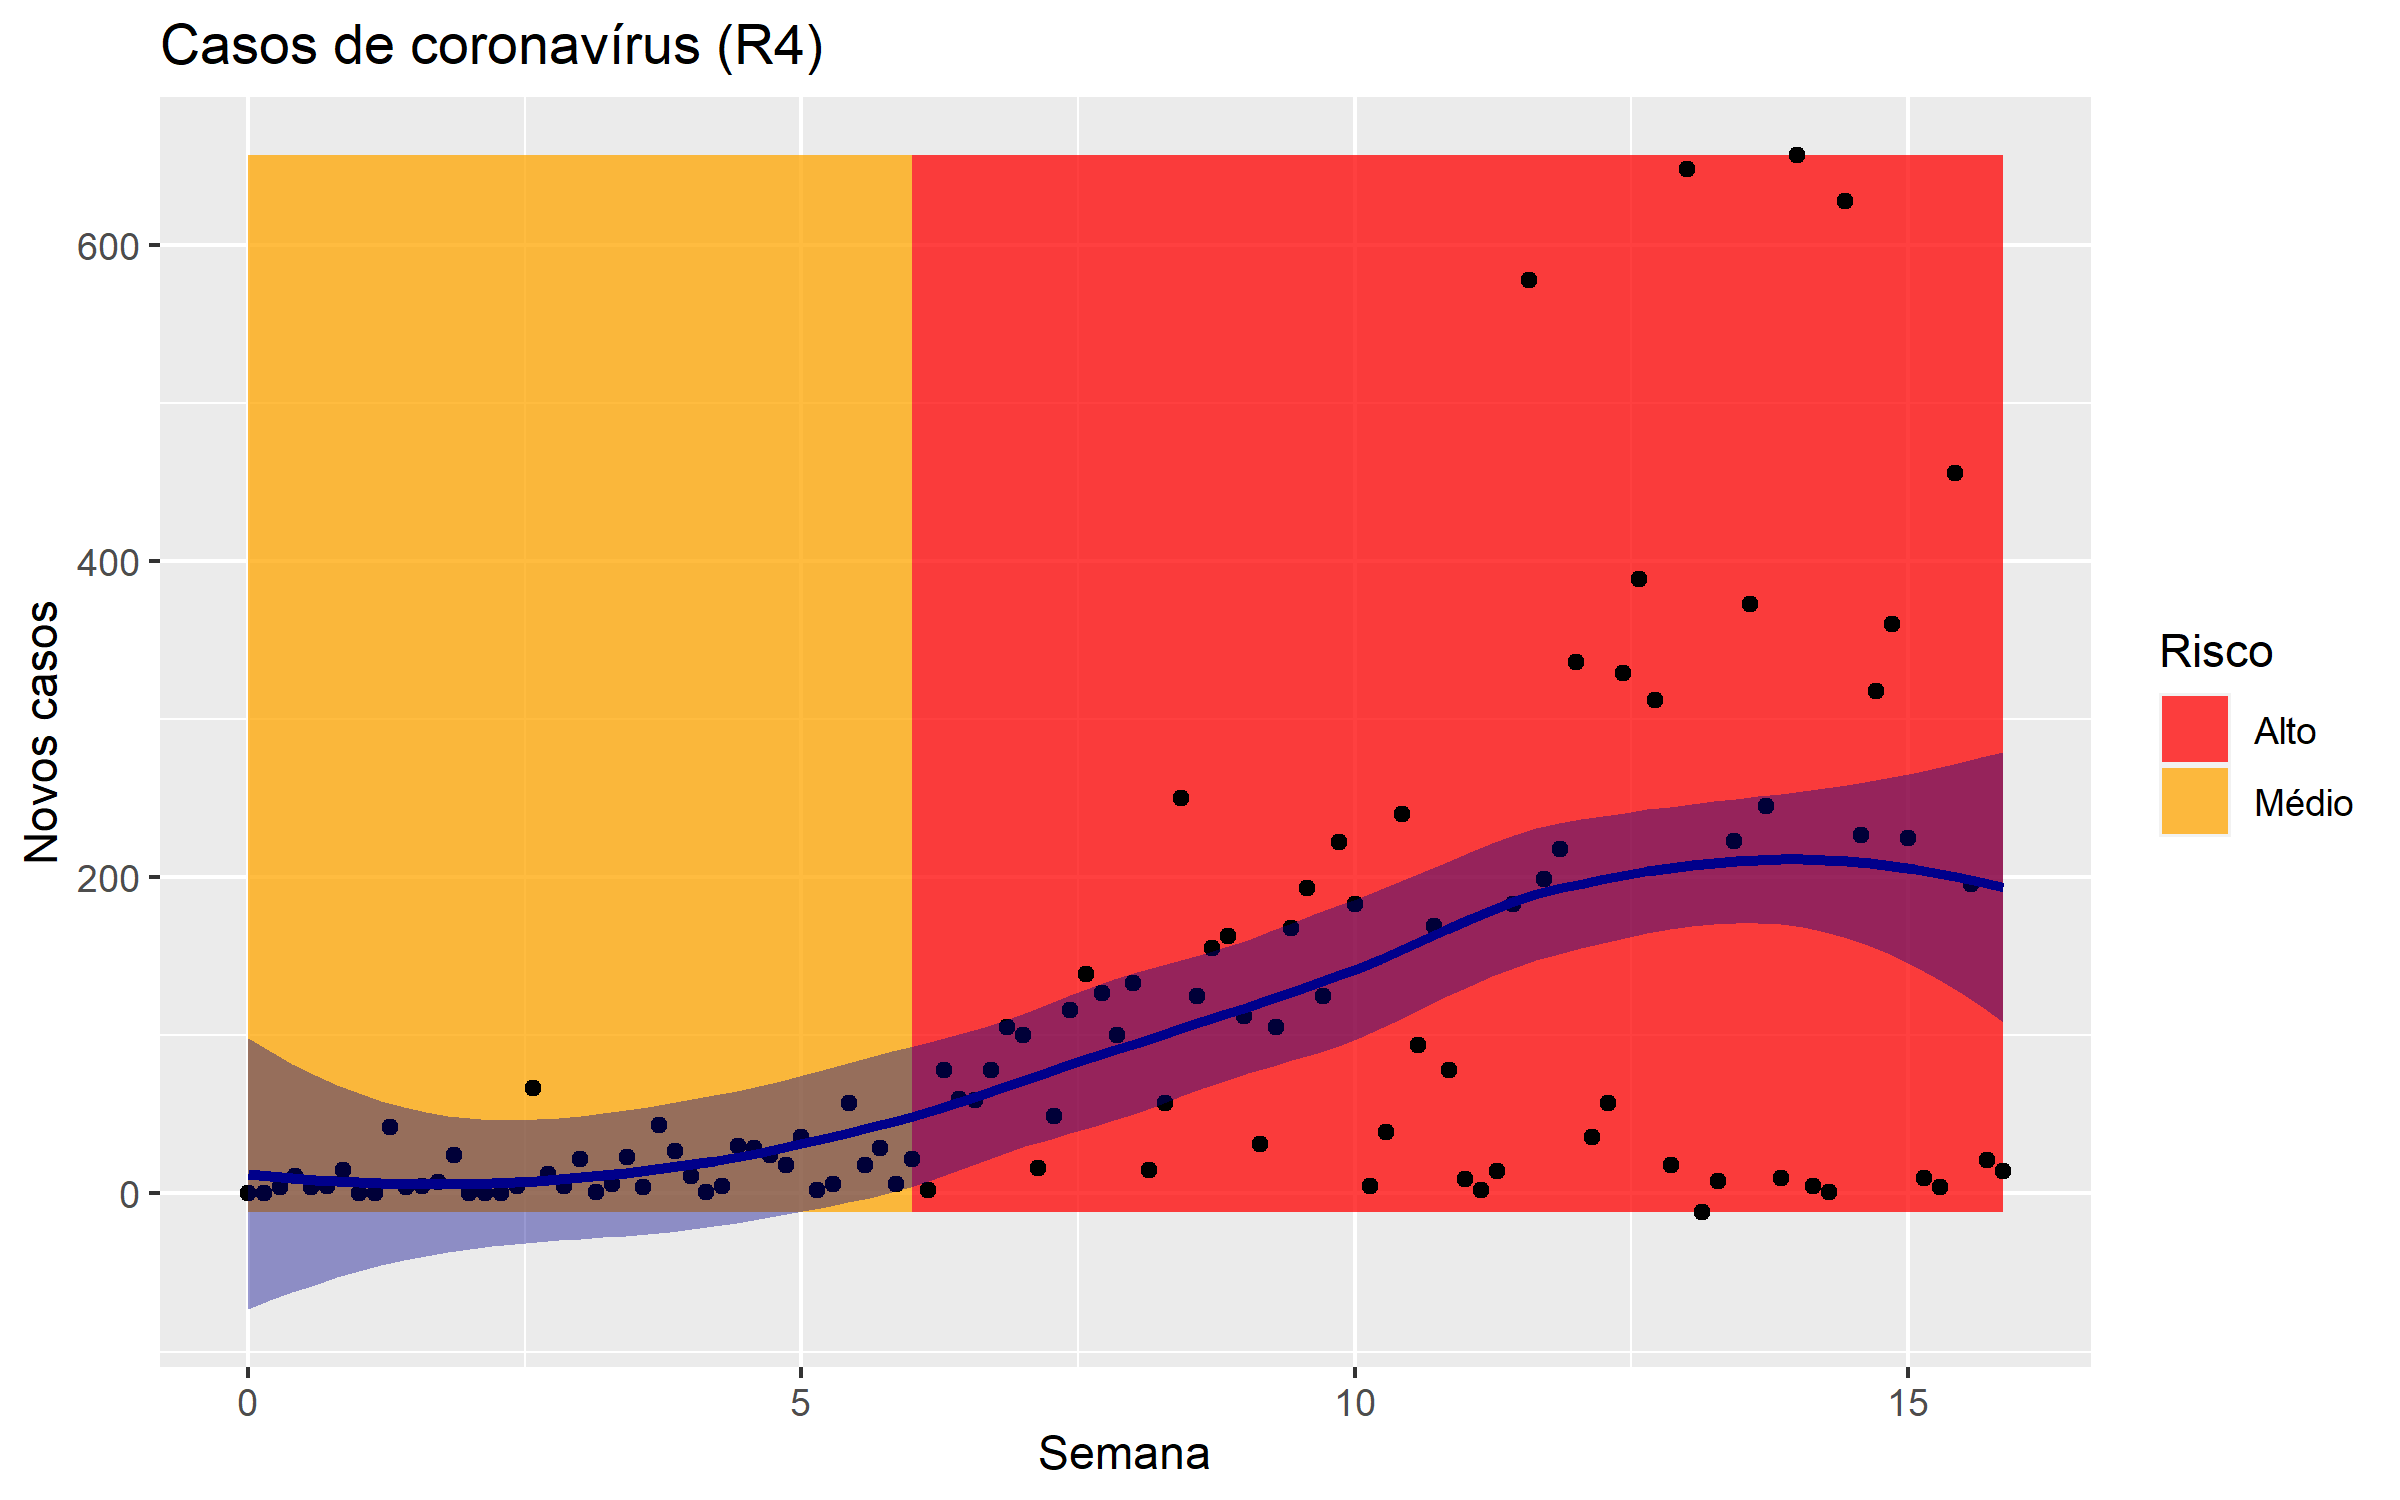 Casos de coronavírus (R4)
Novos casos
600
400
200
0
0
5
10
15
Semana
Risco
Alto
Médio